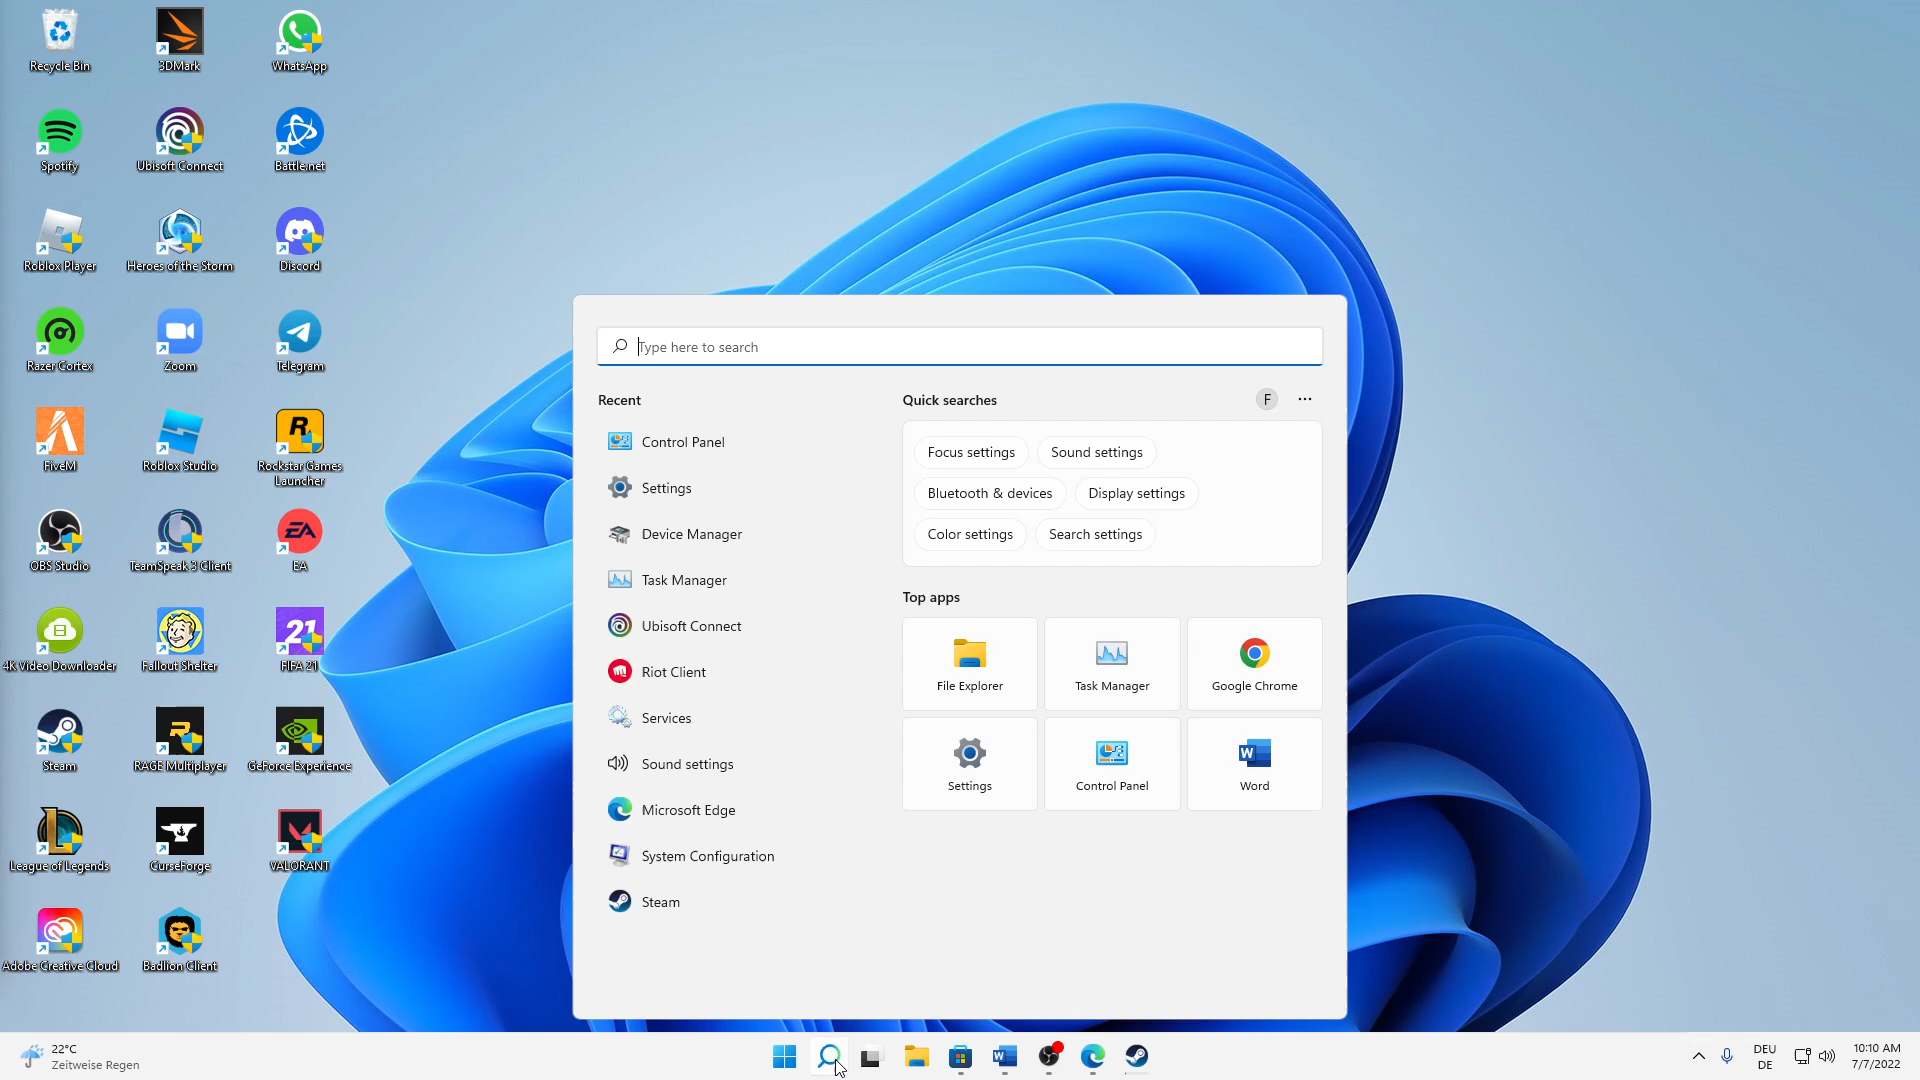 Recycle Bin
3DMark
WhatsApp
Spotify
Ubisoft Connect
Battle.net
Roblox Player
Heroes of the Storm
Discord
Razer Cortex
Zoom
Telegram
FiveM
Roblox Studio
Rockstar Games
Launcher
OBS Studio
TeamSpeak 3 Client
EA
4K Video Downloader
Fallout Shelter
FIFA 21
Steam
RAGE Multiplayer
GeForce Experience
League of Legends
CurseForge
VALORANT
Adobe Creative Cloud
Badlion Client
Type here to search
Recent
Control Panel
Settings
Device Manager
Task Manager
Ubisoft Connect
Riot Client
Services
Sound settings
Microsoft Edge
System Configuration
Steam
Quick searches
F
Focus settings
Sound settings
Bluetooth & devices
Display settings
Color settings
Search settings
Top apps
File Explorer
Task Manager
Google Chrome
Settings
Control Panel
Word
22°C
Zeitweise Regen
DEU
DE
10:10 AM
7/7/2022